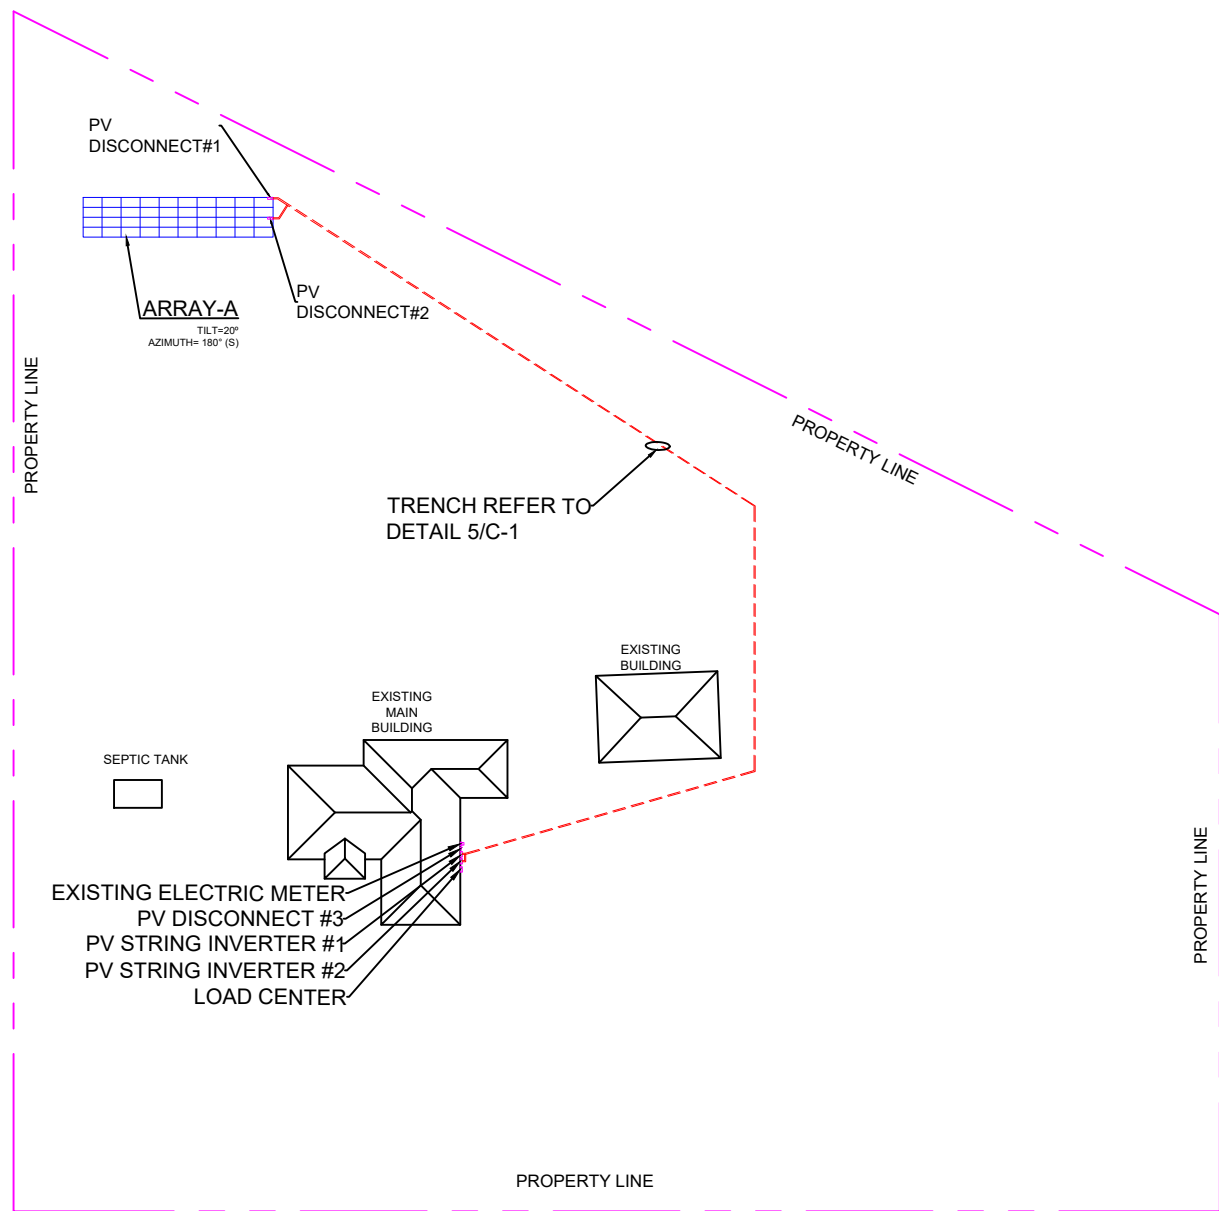 PV
DISCONNECT#1
ARRAY-A
TILT=20º
AZIMUTH= 180° (S)
PV
DISCONNECT#2
PROPERTY LINE
PROPERTY LINE
TRENCH REFER TO
DETAIL 5/C-1
EXISTING
BUILDING
EXISTING
MAIN
BUILDING
SEPTIC TANK
EXISTING ELECTRIC METER
PV DISCONNECT #3
PV STRING INVERTER #1
PV STRING INVERTER #2
LOAD CENTER
PROPERTY LINE
PROPERTY LINE